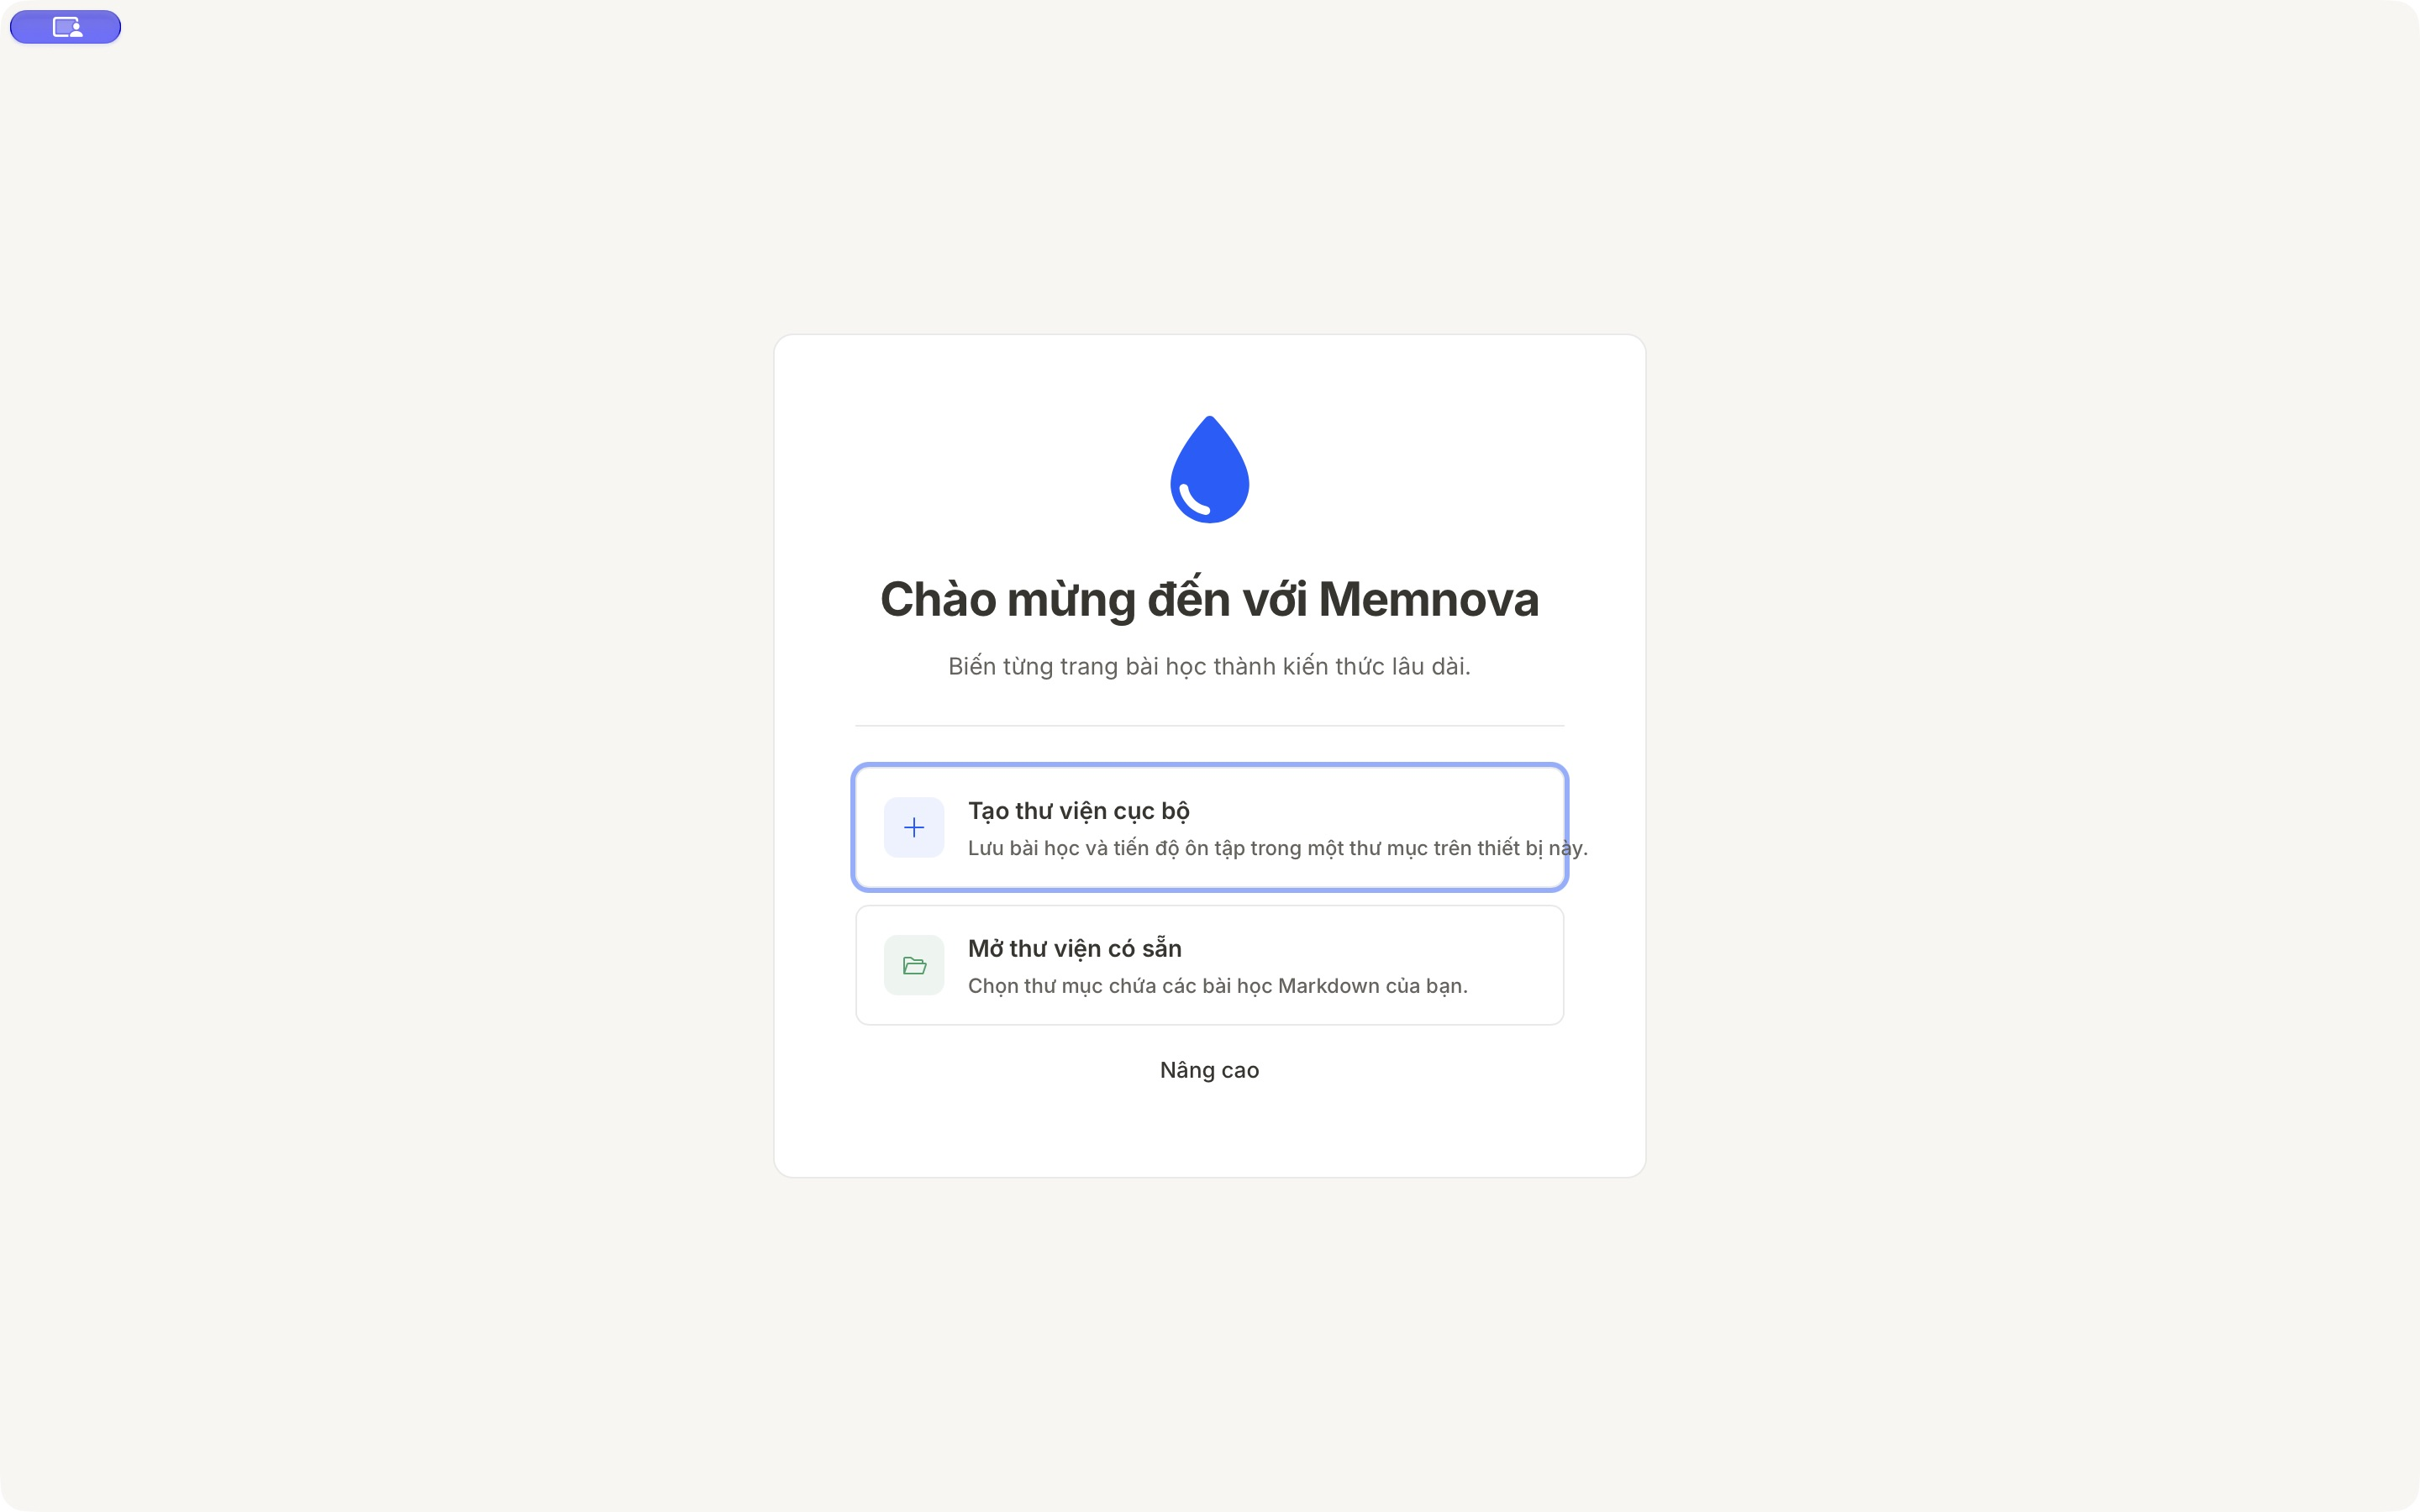 Chào mừng đến với Memnova
Biến từng trang bài học thành kiến thức lâu dài.
Tạo thư viện cục bộ
Lưu bài học và tiến độ ôn tập trong một thư mục trên thiết bị này.
Mở thư viện có sẵn
Chọn thư mục chứa các bài học Markdown của bạn.
Nâng cao